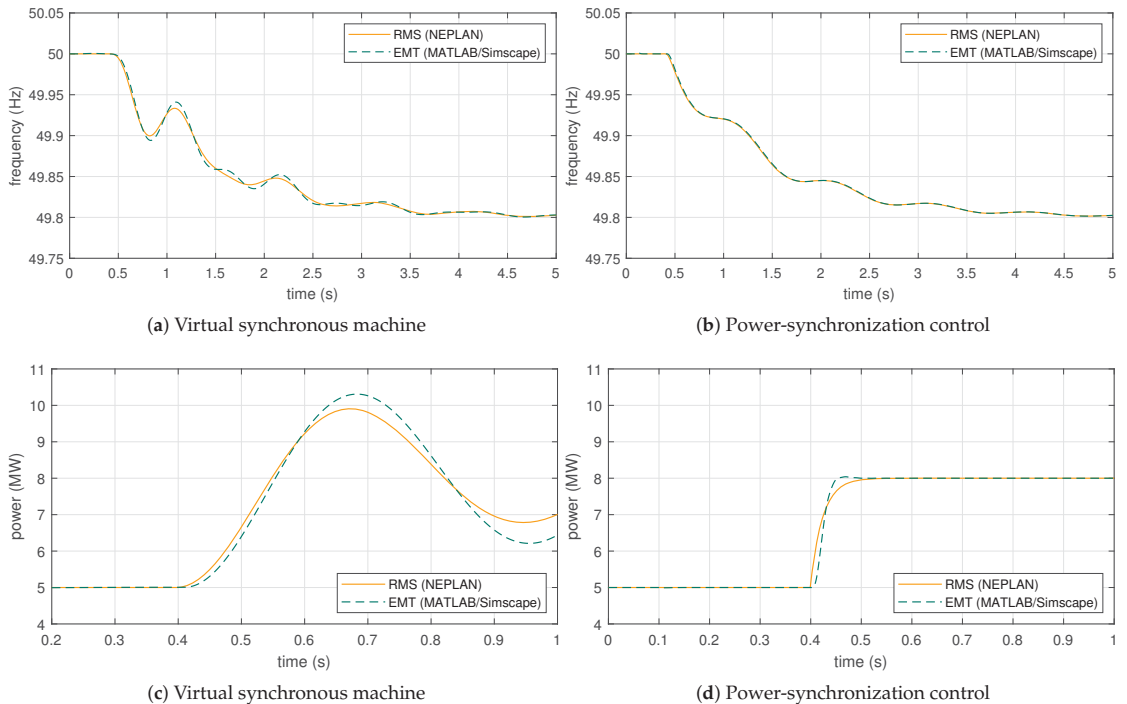 50.05
50
49.95
49.9
49.85
49.8
49.75
frequency (Hz)
RMS (NEPLAN)
EMT (MATLAB/Simscape)
0 0.5 1 1.5 2 2.5 3 3.5 4 4.5 5
time (s)
(a) Virtual synchronous machine
50.05
50
49.95
49.9
49.85
49.8
49.75
frequency (Hz)
RMS (NEPLAN)
EMT (MATLAB/Simscape)
0 0.5 1 1.5 2 2.5 3 3.5 4 4.5 5
time (s)
(b) Power-synchronization control
11
10
9
8
7
6
5
4
power (MW)
RMS (NEPLAN)
EMT (MATLAB/Simscape)
0.2 0.3 0.4 0.5 0.6 0.7 0.8 0.9 1
time (s)
(c) Virtual synchronous machine
11
10
9
8
7
6
5
4
power (MW)
RMS (NEPLAN)
EMT (MATLAB/Simscape)
0 0.1 0.2 0.3 0.4 0.5 0.6 0.7 0.8 0.9 1
time (s)
(d) Power-synchronization control